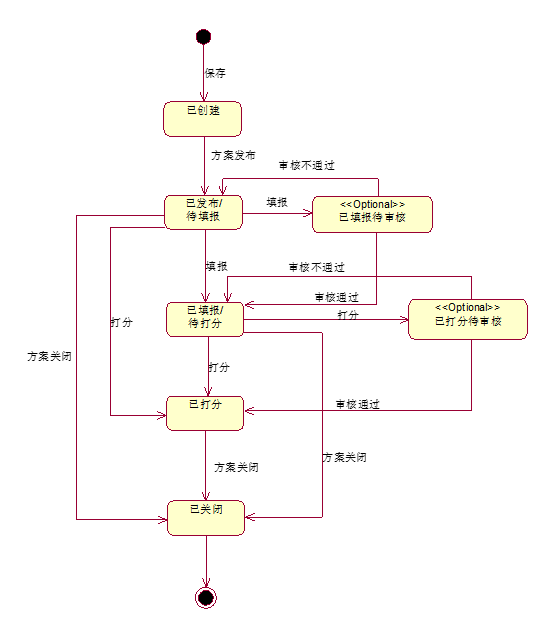 保存
已创建
方案发布
审核不通过
已发布/
待填报
填报
<<Optional>>
已填报待审核
填报
审核不通过
审核通过
已填报/
待打分
打分
<<Optional>>
已打分待审核
打分
方案关闭
打分
已打分
审核通过
方案关闭
方案关闭
已关闭